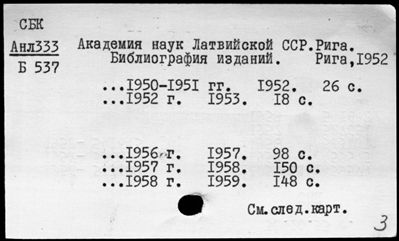 СБК
Анл333 Академия наук Латвийской ССР.Рига.
Б 537 Библиография изданий. Рига,1952
...1950-1951 гг. 1952. 26 с.
...1952 г. 1953. 18 с.
...1956 г. 1957. 98 с.
...1957 г. 1958. 150 с.
...1958 г. 1959. 148 с.
См.след.карт.
3